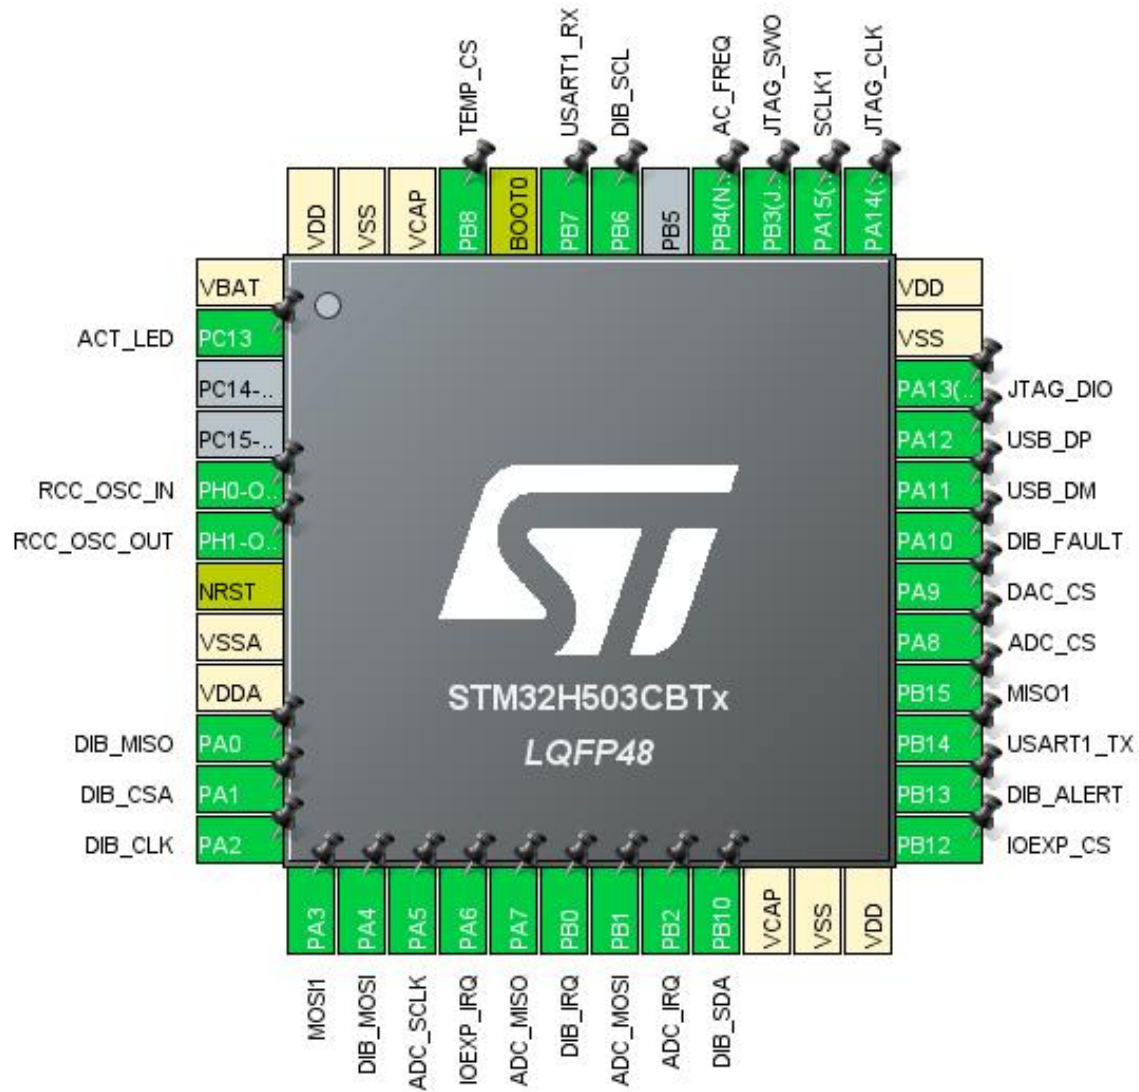 TEMP_CS
USART1_RX
DIB_SCL
AC_FREQ
JTAG_SWO
SCLK1
JTAG_CLK
VDD
VSS
VCAP
PB8
BOOT0
PB7
PB6
PB5
PB4(N..
PB3(J..
PA15(..
PA14(..
VBAT
ACT_LED PC13
PC14-..
PC15-..
RCC_OSC_IN PH0-O..
RCC_OSC_OUT PH1-O..
NRST
VSSA
VDDA
DIB_MISO PA0
DIB_CSA PA1
DIB_CLK PA2
ST
STM32H503CBTx
LQFP48
VDD
VSS
PA13(.. JTAG_DIO
PA12 USB_DP
PA11 USB_DM
PA10 DIB_FAULT
PA9 DAC_CS
PA8 ADC_CS
PB15 MISO1
PB14 USART1_TX
PB13 DIB_ALERT
PB12 IOEXP_CS
PA3
PA4
PA5
PA6
PA7
PB0
PB1
PB2
PB10
VCAP
VSS
VDD
MOSI1
DIB_MOSI
ADC_SCLK
IOEXP_IRQ
ADC_MISO
DIB_IRQ
ADC_MOSI
ADC_IRQ
DIB_SDA